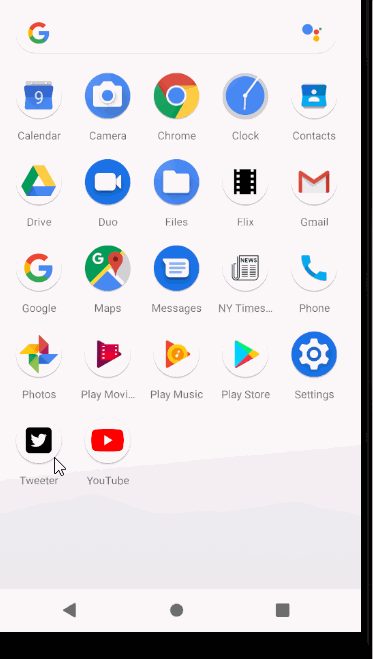 G
9
Calendar Camera Chrome Clock Contacts
Drive Duo Files Flix Gmail
G
G NEWS
Google Maps Messages NY Times... Phone
Photos Play Movi... Play Music Play Store Settings
Tweeter YouTube